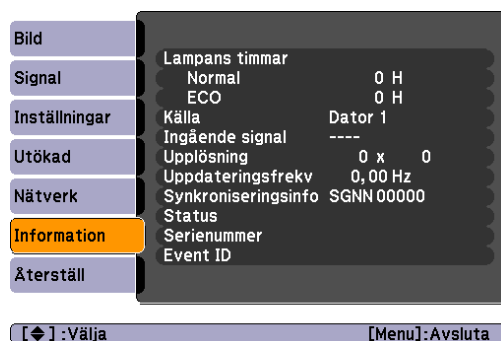 Bild
Signal
Inställningar
Utökad
Nätverk
Information
Återställ
Lampans timmar
Normal 0 H
ECO 0 H
Källa Dator 1
Ingående signal ----
Upplösning 0 x 0
Uppdateringsfrekv 0,00 Hz
Synkroniseringsinfo SGNN 00000
Status
Serienummer
Event ID
[◆] :Välja [Menu]:Avsluta